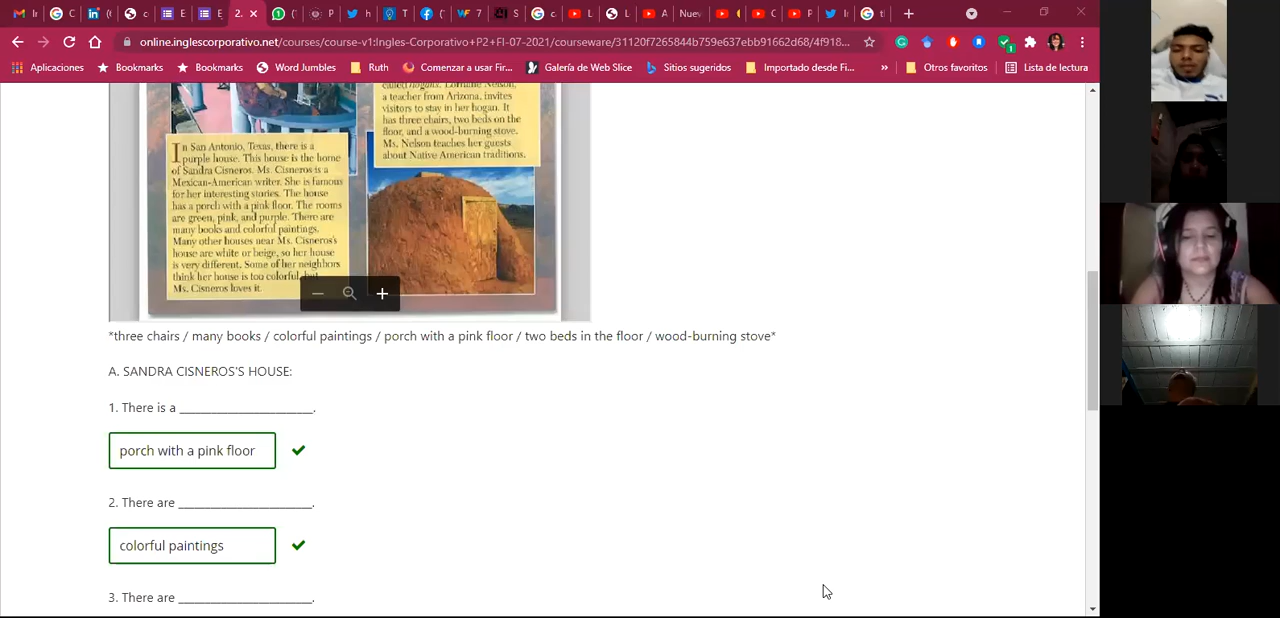 online.inglescorporativo.net/courses/course-v1:Ingles-Corporativo+P2+FI-07-2021/courseware/31120f7265844b759e637ebb91662d68/4f918...
Aplicaciones Bookmarks Bookmarks Word Jumbles Ruth Comenzar a usar Fir... Galería de Web Slice Sitios sugeridos Importado desde Fi... » Otros favoritos Lista de lectura
called hogans. Lorraine Nelson,
a teacher from Arizona, invites
visitors to stay in her hogan. It
has three chairs, two beds on the
floor, and a wood-burning stove.
Ms. Nelson teaches her guests
about Native American traditions.
In San Antonio, Texas, there is a
purple house. This house is the home
of Sandra Cisneros. Ms. Cisneros is a
Mexican-American writer. She is famous
for her interesting stories. The house
has a porch with a pink floor. The rooms
are green, pink, and purple. There are
many books and colorful paintings.
Many other houses near Ms. Cisneros's
house are white or beige, so her house
is very different. Some of her neighbors
think her house is too colorful, but
Ms. Cisneros loves it.
*three chairs / many books / colorful paintings / porch with a pink floor / two beds in the floor / wood-burning stove*
A. SANDRA CISNEROS'S HOUSE:
1. There is a ______________________.
porch with a pink floor
2. There are ______________________.
colorful paintings
3. There are ______________________.